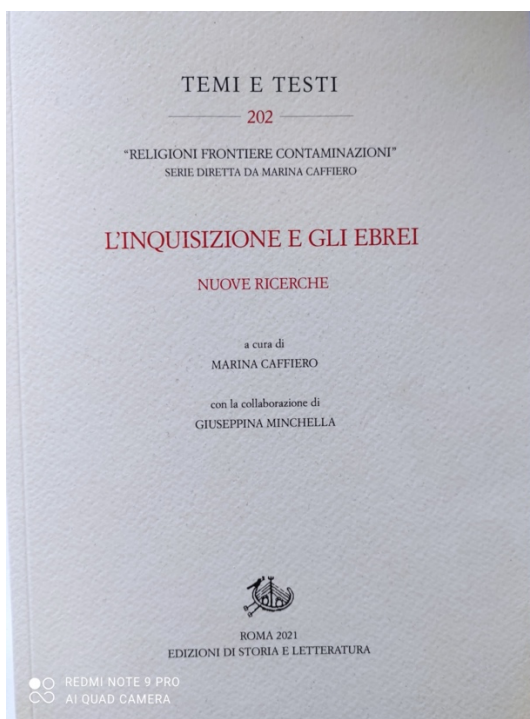 TEMI E TESTI
202
"RELIGIONI FRONTIERE CONTAMINAZIONI"
SERIE DIRETTA DA MARINA CAFFIERO
L'INQUISIZIONE E GLI EBREI
NUOVE RICERCHE
a cura di
MARINA CAFFIERO
con la collaborazione di
GIUSEPPINA MINCHELLA
ROMA 2021
EDIZIONI DI STORIA E LETTERATURA
REDMI NOTE 9 PRO
AI QUAD CAMERA